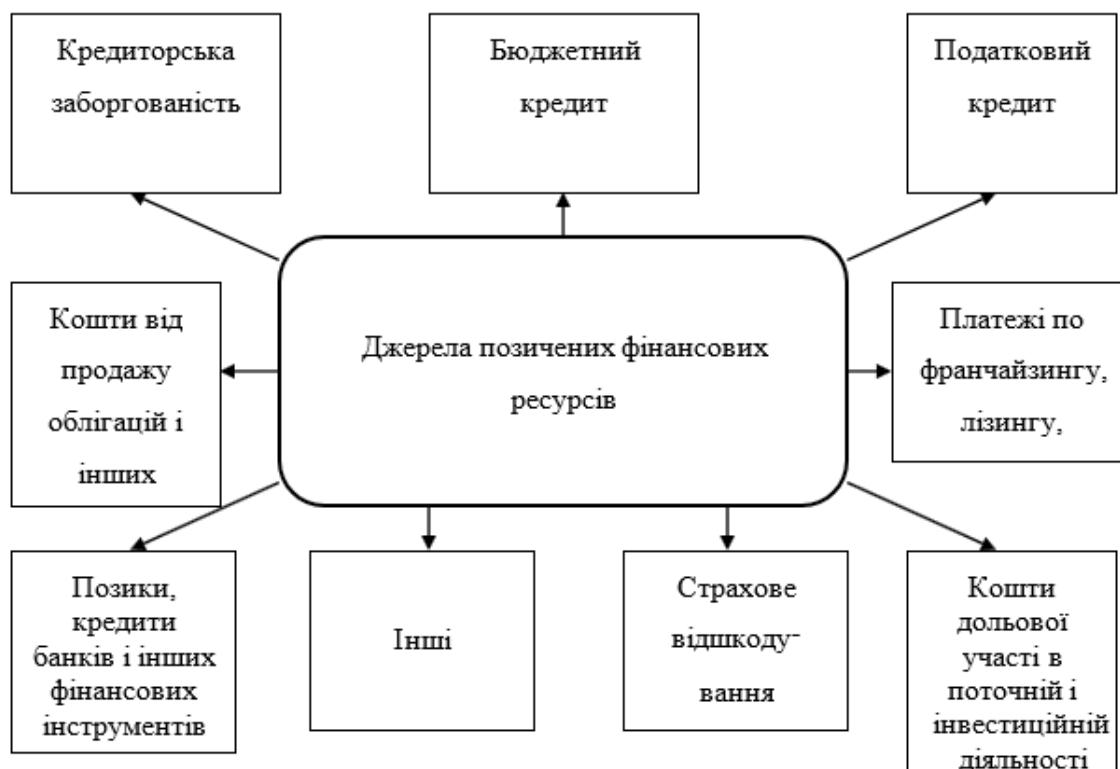 Кредиторська
заборгованість
Бюджетний
кредит
Податковий
кредит
Кошти від
продажу
облігацій і
інших
Джерела позичених фінансових
ресурсів
Платежі по
франчайзингу,
лізингу,
Позики,
кредити
банків і інших
фінансових
інструментів
Інші
Страхове
відшкоду-
вання
Кошти
дольової
участі в
поточній і
інвестиційній
діяльності